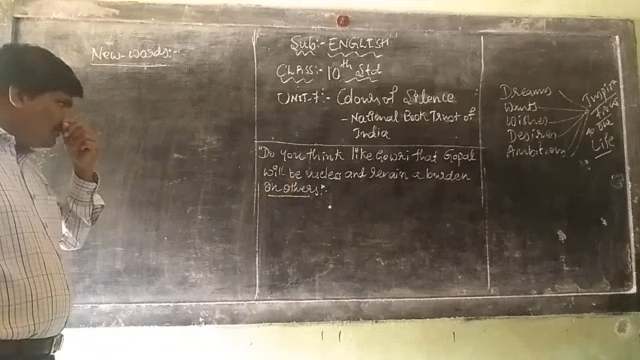 New-words:-
Sub:- ENGLISH
CLASS:- 10th Std
UNIT-7:- Colours of Silence
- National Book Trust of
India
"Do you think like Gowri that Gopal
will be useless and remain a burden
on others".
Dreams
Wants
Wishes
Desires
Ambitions
Life